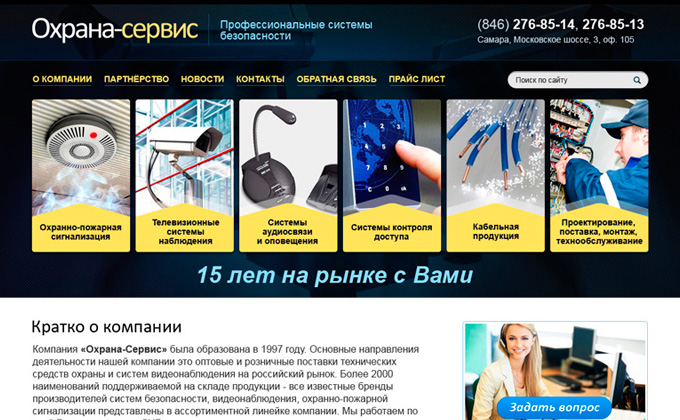 Охрана-сервис
Профессиональные системы
безопасности
(846) 276-85-14, 276-85-13
Самара, Московское шоссе, 3, оф. 105
О КОМПАНИИ ПАРТНЁРСТВО НОВОСТИ КОНТАКТЫ ОБРАТНАЯ СВЯЗЬ ПРАЙС ЛИСТ
Поиск по сайту
Охранно-пожарная
сигнализация
Телевизионные
системы
наблюдения
Системы
аудиосвязи
и оповещения
Системы контроля
доступа
Кабельная
продукция
Проектирование,
поставка, монтаж,
технообслуживание
15 лет на рынке с Вами
Кратко о компании
Компания «Охрана-Сервис» была образована в 1997 году. Основные направления
деятельности нашей компании это оптовые и розничные поставки технических
средств охраны и систем видеонаблюдения на российский рынок. Более 2000
наименований поддерживаемой на складе продукции - все известные бренды
производителей систем безопасности, видеонаблюдения, охранно-пожарной
сигнализации представлены в ассортиментной линейке компании. Мы работаем по
Задать вопрос